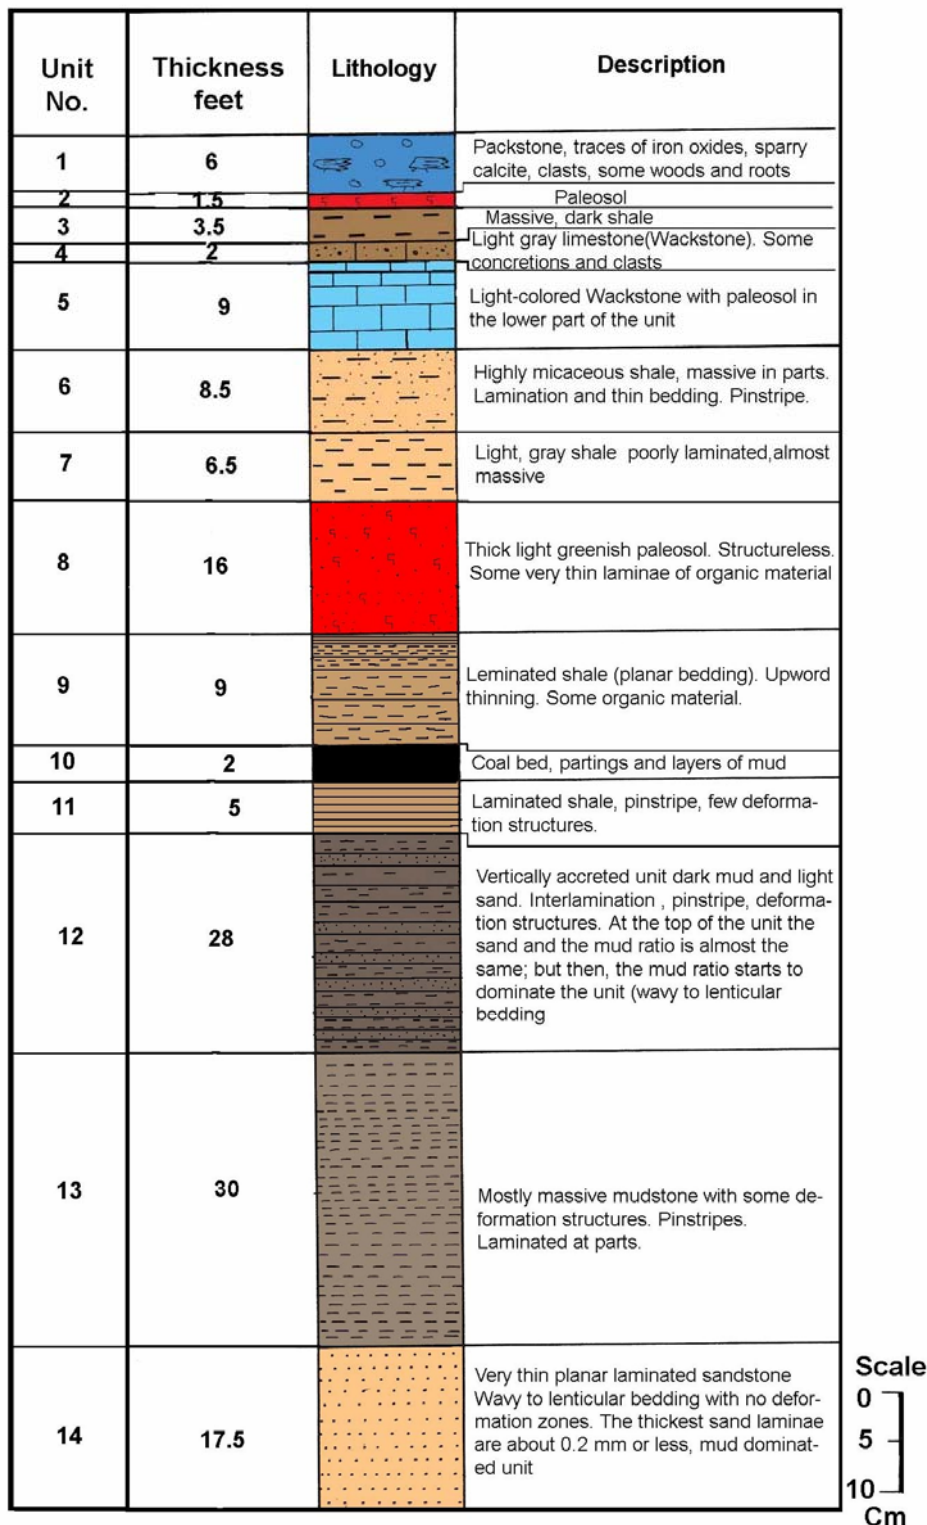 Unit No.
Thickness feet
Lithology
Description
1
6
Packstone, traces of iron oxides, sparry
calcite, clasts, some woods and roots
2
1.5
Paleosol
3
3.5
Massive, dark shale
4
2
Light gray limestone(Wackstone). Some
concretions and clasts
5
9
Light-colored Wackstone with paleosol in
the lower part of the unit
6
8.5
Highly micaceous shale, massive in parts.
Lamination and thin bedding. Pinstripe.
7
6.5
Light, gray shale poorly laminated,almost
massive
8
16
Thick light greenish paleosol. Structureless.
Some very thin laminae of organic material
9
9
Leminated shale (planar bedding). Upword
thinning. Some organic material.
10
2
Coal bed, partings and layers of mud
11
5
Laminated shale, pinstripe, few deforma-
tion structures.
12
28
Vertically accreted unit dark mud and light
sand. Interlamination , pinstripe, deforma-
tion structures. At the top of the unit the
sand and the mud ratio is almost the
same; but then, the mud ratio starts to
dominate the unit (wavy to lenticular
bedding
13
30
Mostly massive mudstone with some de-
formation structures. Pinstripes.
Laminated at parts.
14
17.5
Very thin planar laminated sandstone
Wavy to lenticular bedding with no defor-
mation zones. The thickest sand laminae
are about 0.2 mm or less, mud dominat-
ed unit
Scale
0
5
10
Cm